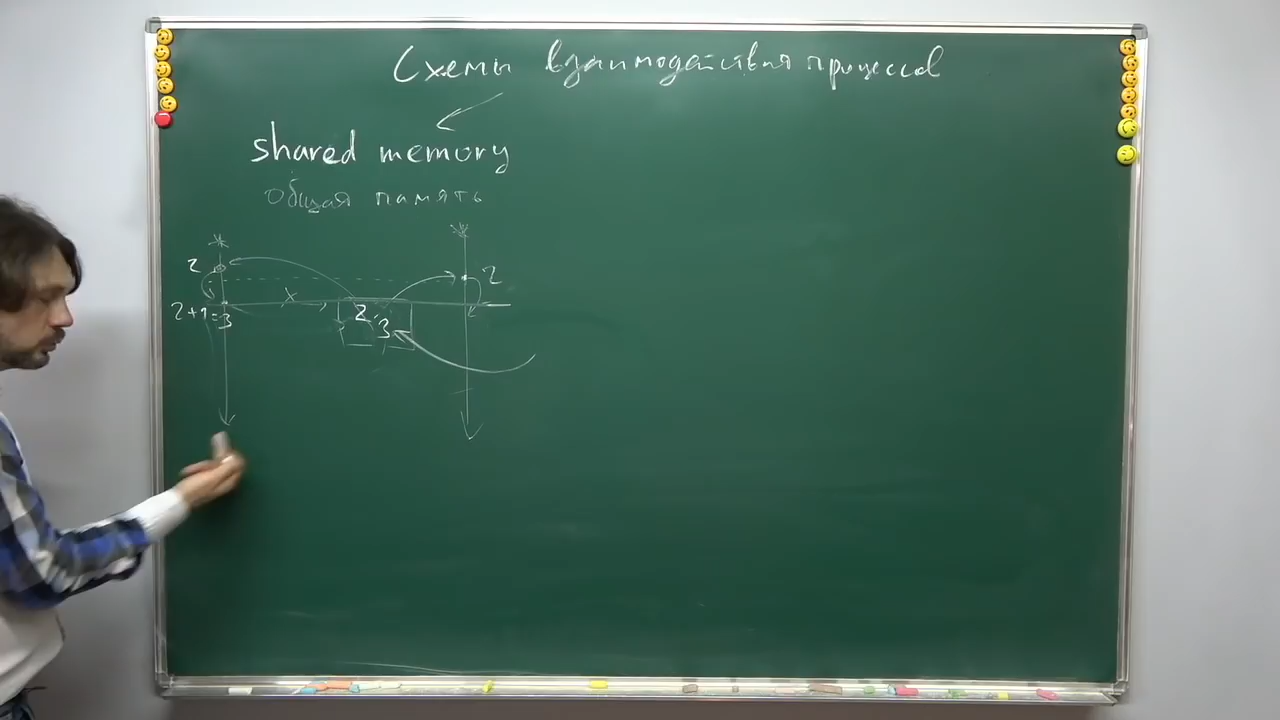 Схемы взаимодействия процессов
shared memory
общая память
2
2
x
2+1=3
2
3